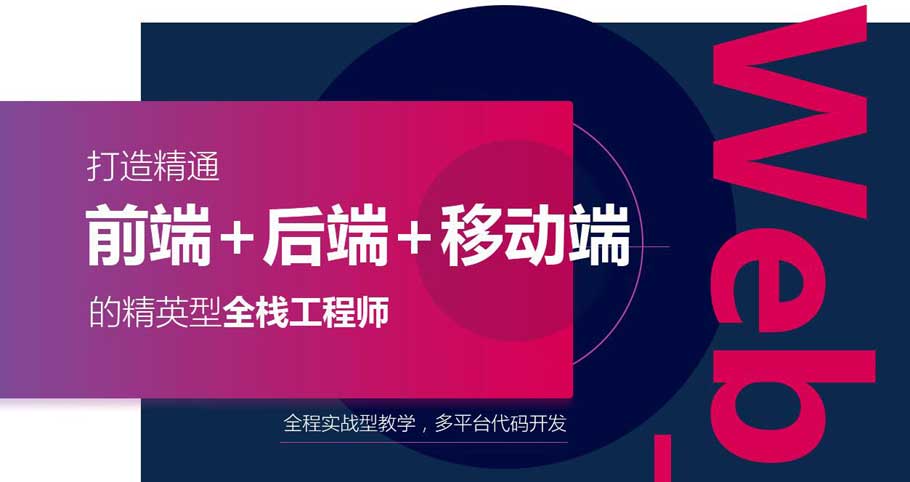 打造精通
前端+后端+移动端
的精英型全栈工程师
全程实战型教学，多平台代码开发
Web_